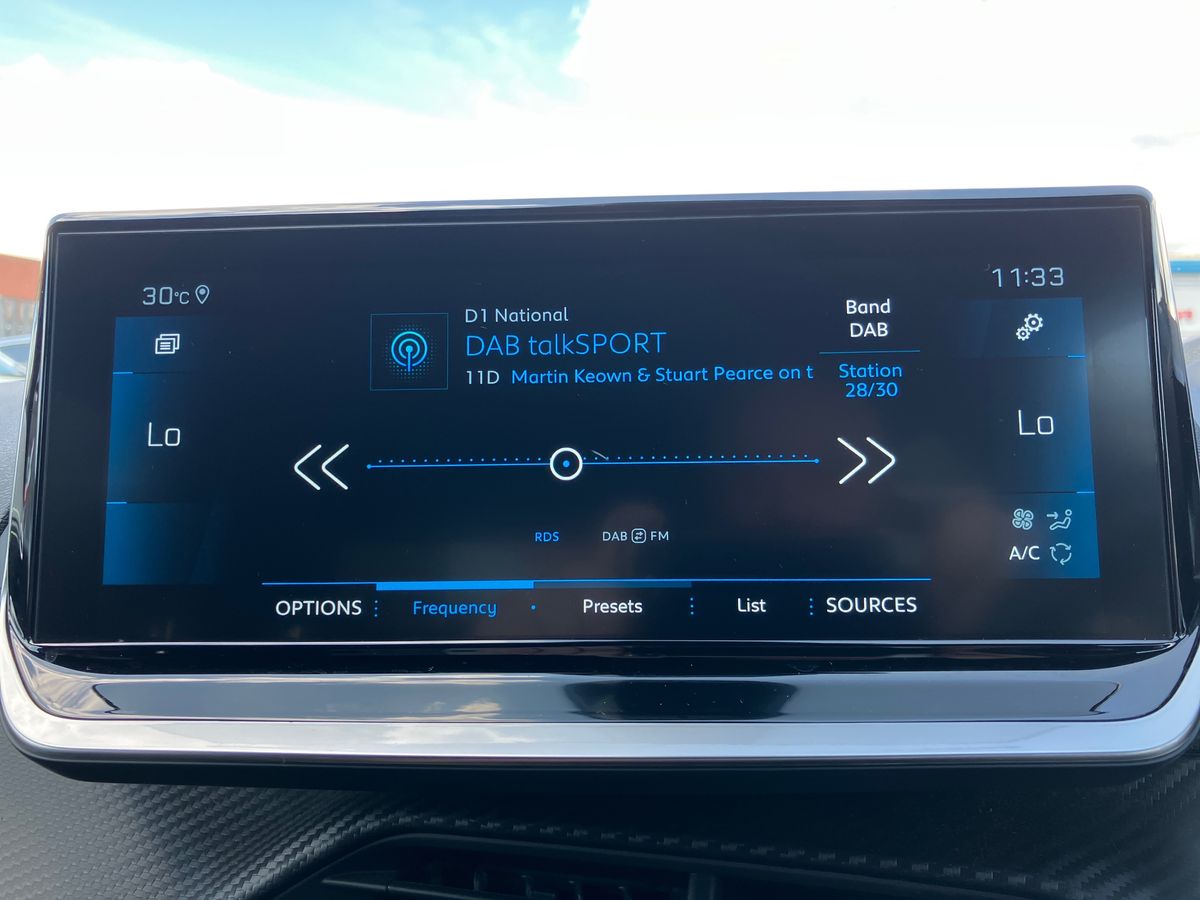 30°C
11:33
D1 National
DAB talkSPORT
11D Martin Keown & Stuart Pearce on t
Band
DAB
Station
28/30
Lo
Lo
RDS
DAB FM
A/C
OPTIONS Frequency Presets List SOURCES